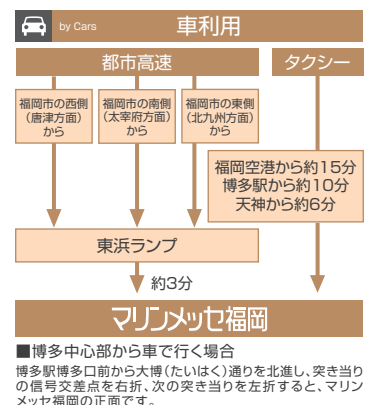 by Cars 車利用
都市高速
タクシー
福岡市の西側
(唐津方面)
から
福岡市の南側
(太宰府方面)
から
福岡市の東側
(北九州方面)
から
福岡空港から約15分
博多駅から約10分
天神から約6分
東浜ランプ
約3分
マリンメッセ福岡
■博多中心部から車で行く場合
博多駅博多口前から大博(たいはく)通りを北進し、突き当り
の信号交差点を右折、次の突き当りを左折すると、マリン
メッセ福岡の正面です。